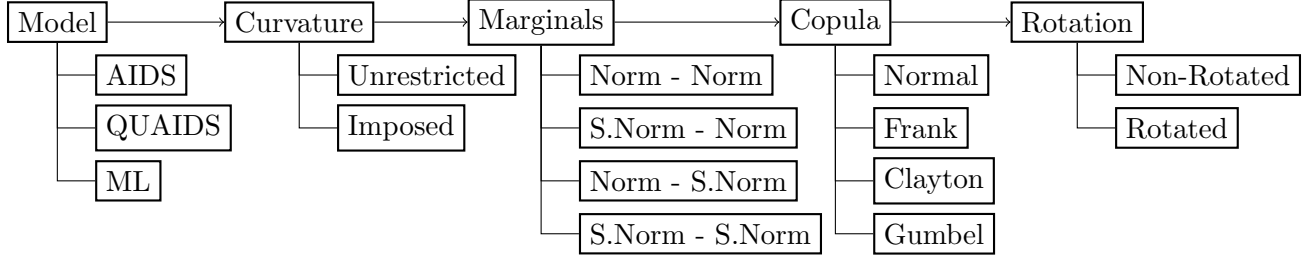 Model
Curvature
Marginals
Copula
Rotation
AIDS
QUAIDS
ML
Unrestricted
Imposed
Norm - Norm
S.Norm - Norm
Norm - S.Norm
S.Norm - S.Norm
Normal
Frank
Clayton
Gumbel
Non-Rotated
Rotated